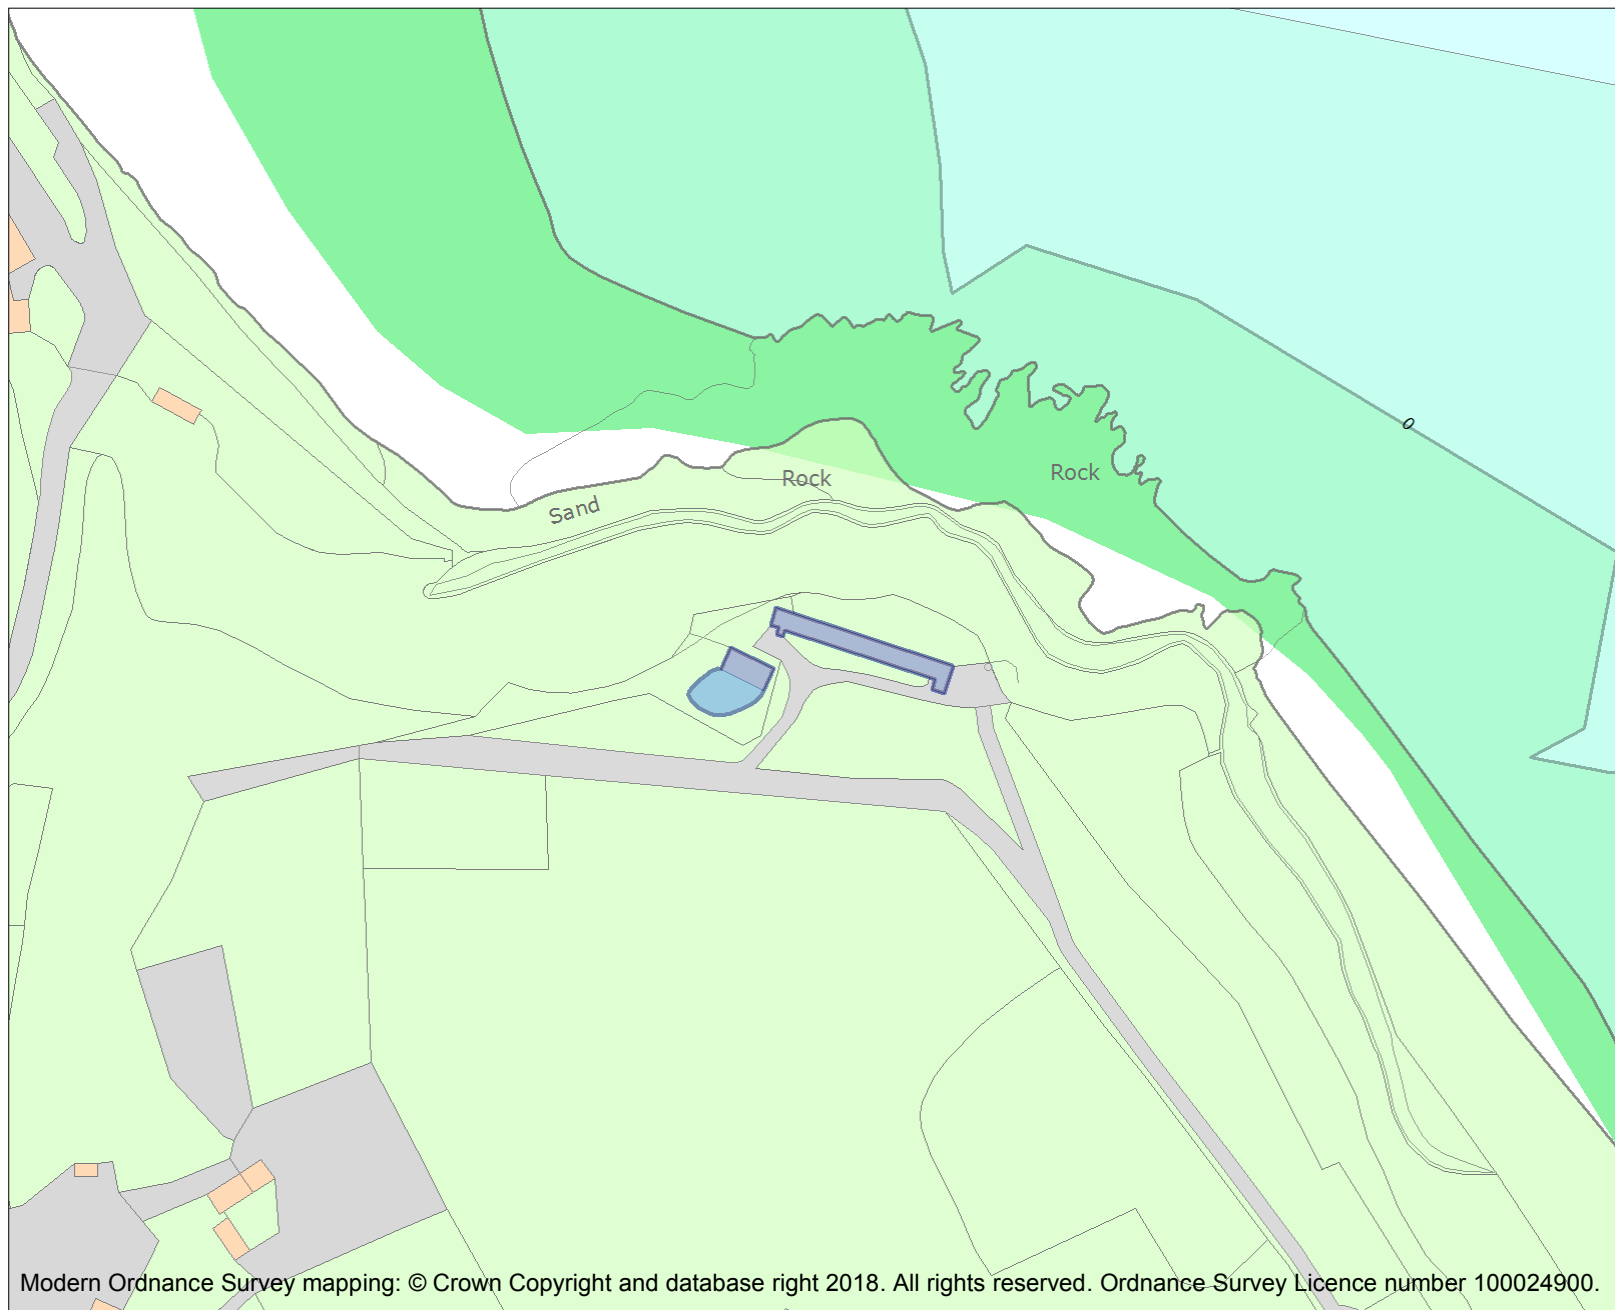 Rock
Rock
Sand
Modern Ordnance Survey mapping: © Crown Copyright and database right 2018. All rights reserved. Ordnance Survey Licence number 100024900.